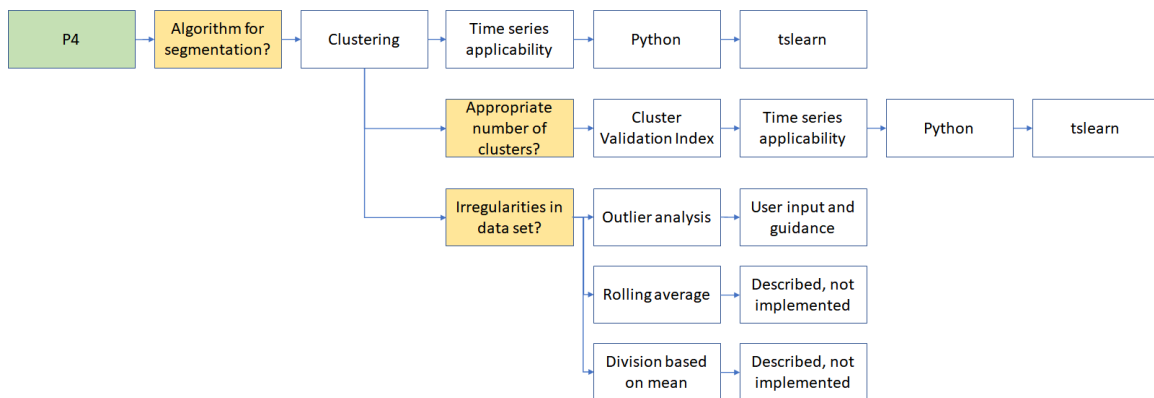 P4
Algorithm for
segmentation?
Clustering
Time series
applicability
Python
tslearn
Appropriate
number of
clusters?
Cluster
Validation Index
Time series
applicability
Python
tslearn
Irregularities in
data set?
Outlier analysis
User input and
guidance
Rolling average
Described, not
implemented
Division based
on mean
Described, not
implemented